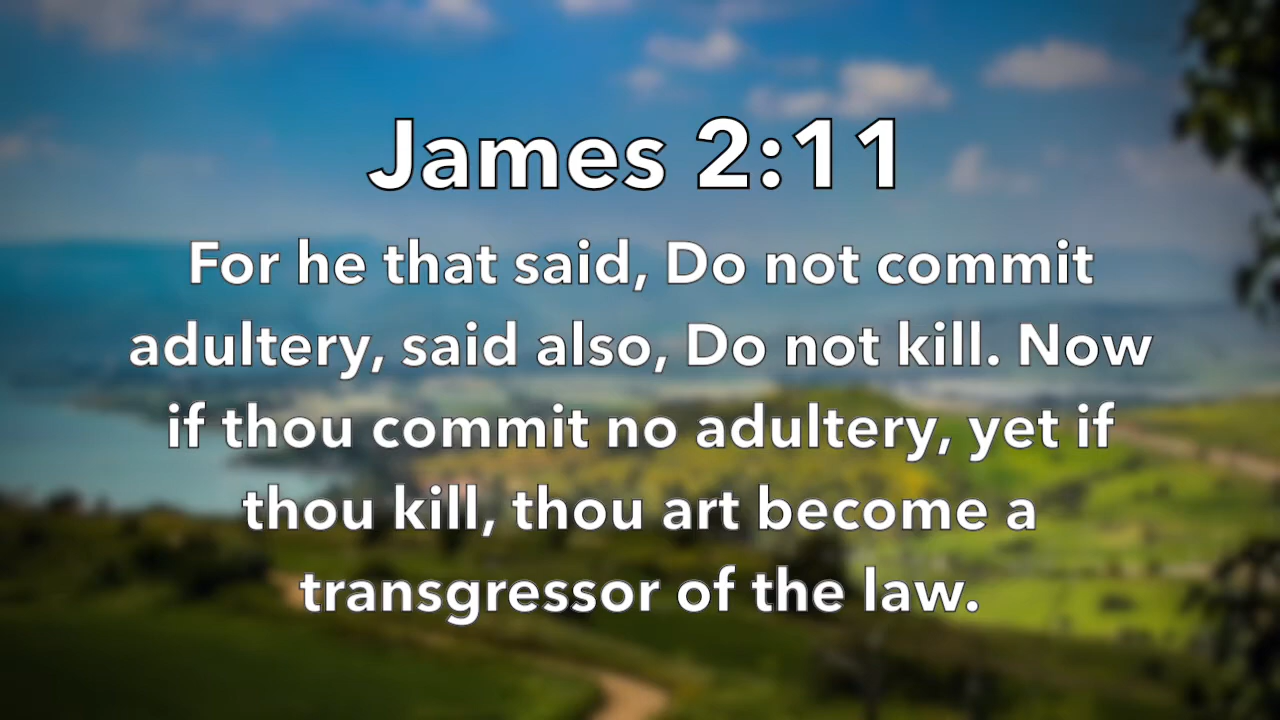 James 2:11
For he that said, Do not commit
adultery, said also, Do not kill. Now
if thou commit no adultery, yet if
thou kill, thou art become a
transgressor of the law.